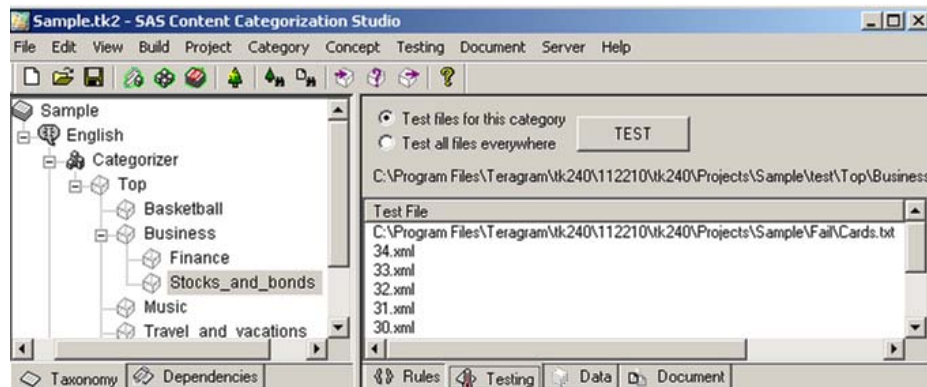 Sample.tk2 - SAS Content Categorization Studio
File Edit View Build Project Category Concept Testing Document Server Help
Sample
English
Categorizer
Top
Basketball
Business
Finance
Stocks_and_bonds
Music
Travel and vacations
Taxonomy Dependencies
Test files for this category
Test all files everywhere
TEST
C:\Program Files\Teragram\tk240\112210\tk240\Projects\Sample\test\Top\Business
Test File
C:\Program Files\Teragram\tk240\112210\tk240\Projects\Sample\Fail\Cards.txt
34.xml
33.xml
32.xml
31.xml
30.xml
Rules Testing Data Document